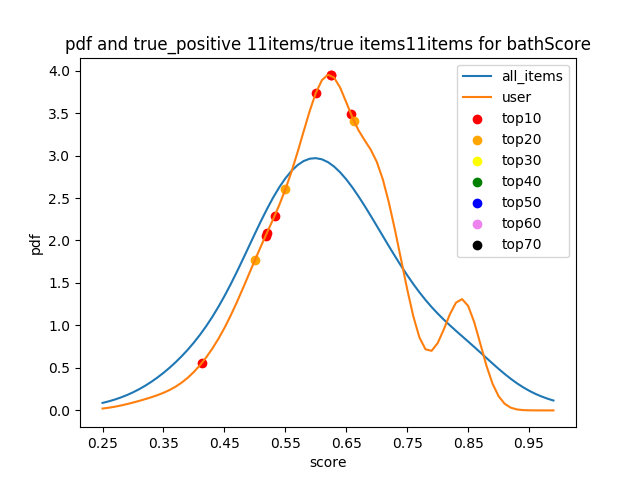 pdf and true_positive 11items/true items11items for bathScore
all_items
user
top10
top20
top30
top40
top50
top60
top70
4.0
3.5
3.0
2.5
2.0
1.5
1.0
0.5
0.0
pdf
0.25 0.35 0.45 0.55 0.65 0.75 0.85 0.95
score